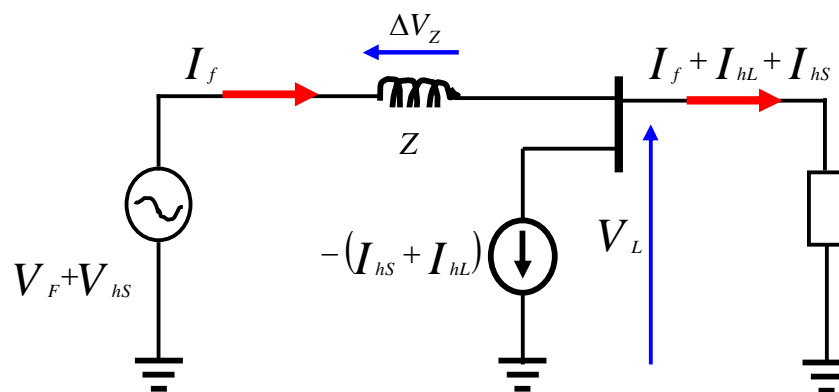 ΔV_Z
I_f
I_f + I_hL + I_hS
Z
−(I_hS + I_hL)
V_L
V_F+V_hS